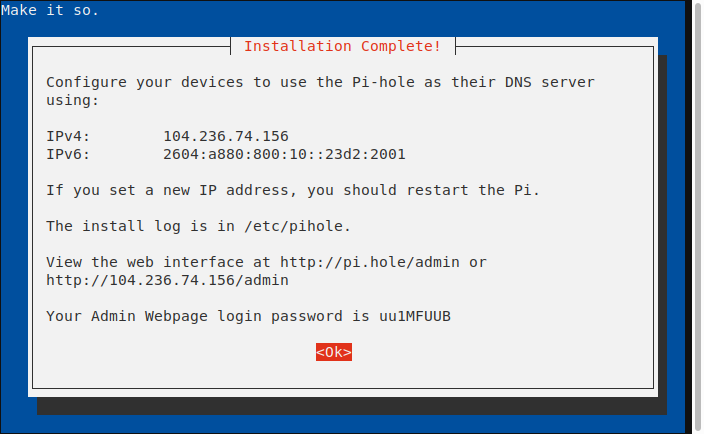 Make it so.
Installation Complete!
Configure your devices to use the Pi-hole as their DNS server
using:
IPv4: 104.236.74.156
IPv6: 2604:a880:800:10::23d2:2001
If you set a new IP address, you should restart the Pi.
The install log is in /etc/pihole.
View the web interface at http://pi.hole/admin or
http://104.236.74.156/admin
Your Admin Webpage login password is uu1MFUUB
<Ok>